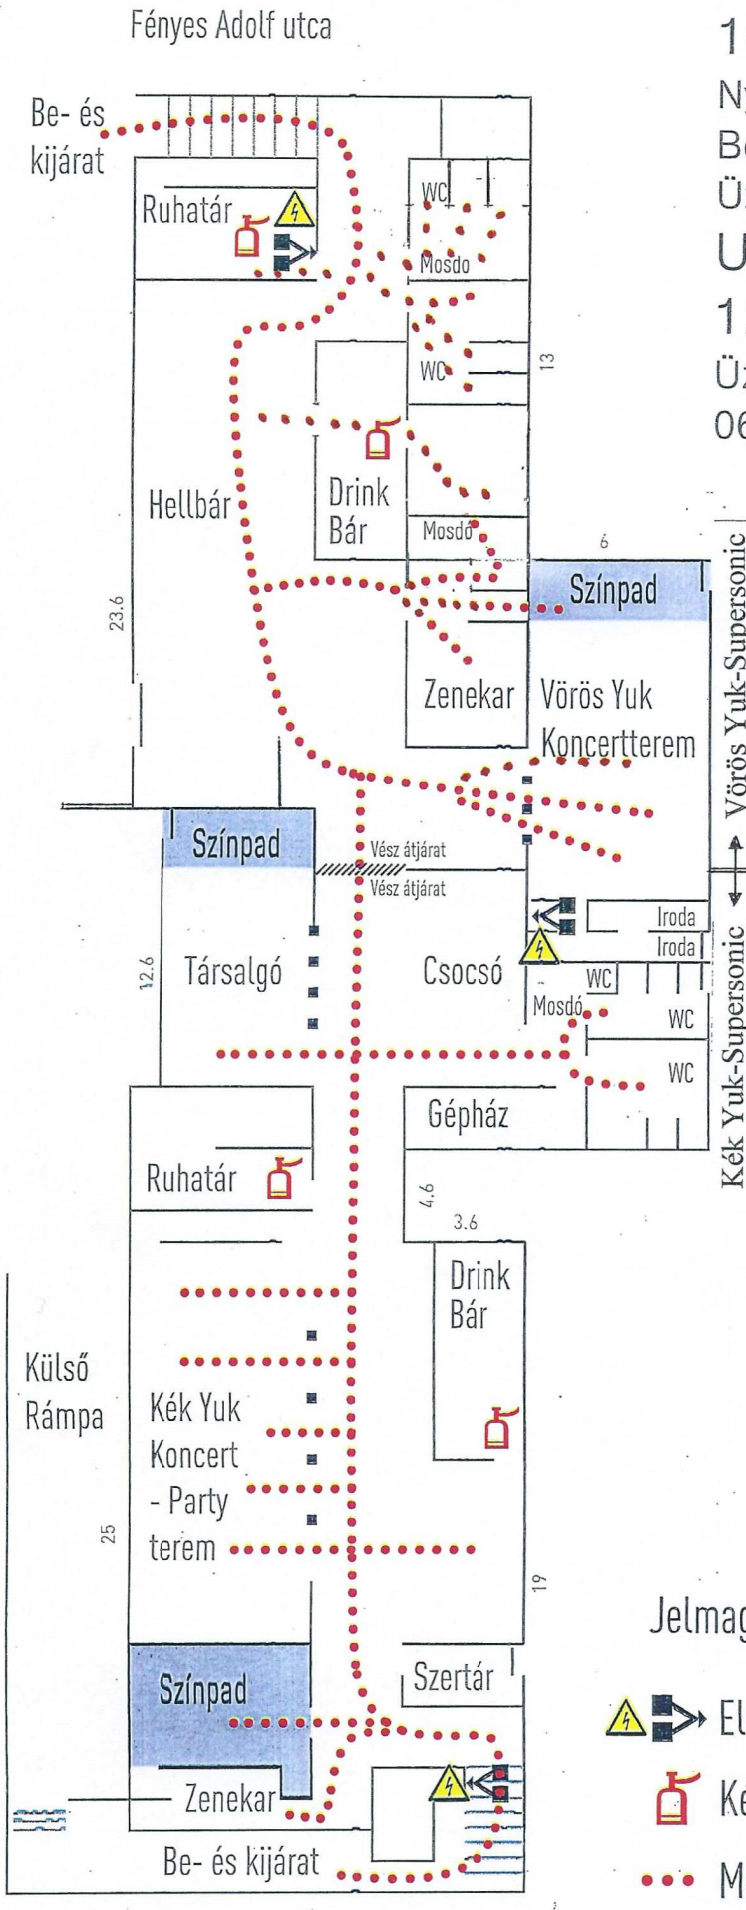 Fényes Adolf utca
Be- és
kijárat
Ruhatár
WC
Mosdó
WC
13
Hellbár
Drink
Bár
Mosdó
6
Színpad
23.6
Zenekar
Vörös Yuk
Koncertterem
Vörös Yuk-Supersonic
Színpad
Vész átjárat
Vész átjárat
Kék Yuk-Supersonic
12.6
Társalgó
Csocsó
Iroda
Iroda
WC
Mosdó
WC
WC
Gépház
Ruhatár
4.6
3.6
Drink
Bár
Külső
Rámpa
Kék Yuk
Koncert
- Party
terem
25
19
Színpad
Szertár
Zenekar
Be- és kijárat